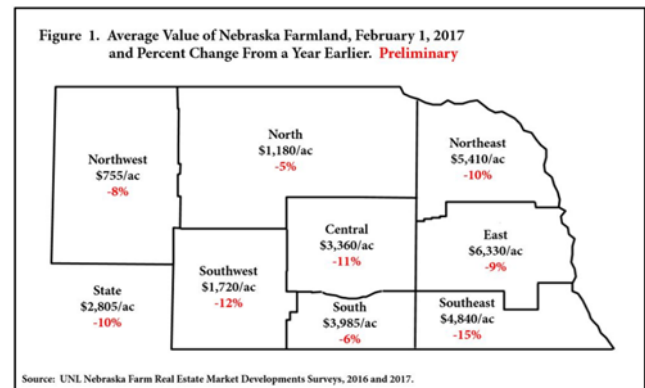 Figure 1. Average Value of Nebraska Farmland, February 1, 2017
and Percent Change From a Year Earlier. Preliminary
North
$1,180/ac
-5%
Northwest
$755/ac
-8%
Northeast
$5,410/ac
-10%
Central
$3,360/ac
-11%
East
$6,330/ac
-9%
Southwest
$1,720/ac
-12%
State
$2,805/ac
-10%
South
$3,985/ac
-6%
Southeast
$4,840/ac
-15%
Source: UNL Nebraska Farm Real Estate Market Developments Surveys, 2016 and 2017.